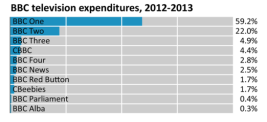 BBC television expenditures, 2012-2013
BBC One 59.2%
BBC Two 22.0%
BBC Three 4.9%
CBBC 4.4%
BBC Four 2.8%
BBC News 2.5%
BBC Red Button 1.7%
CBeebies 1.7%
BBC Parliament 0.4%
BBC Alba 0.3%